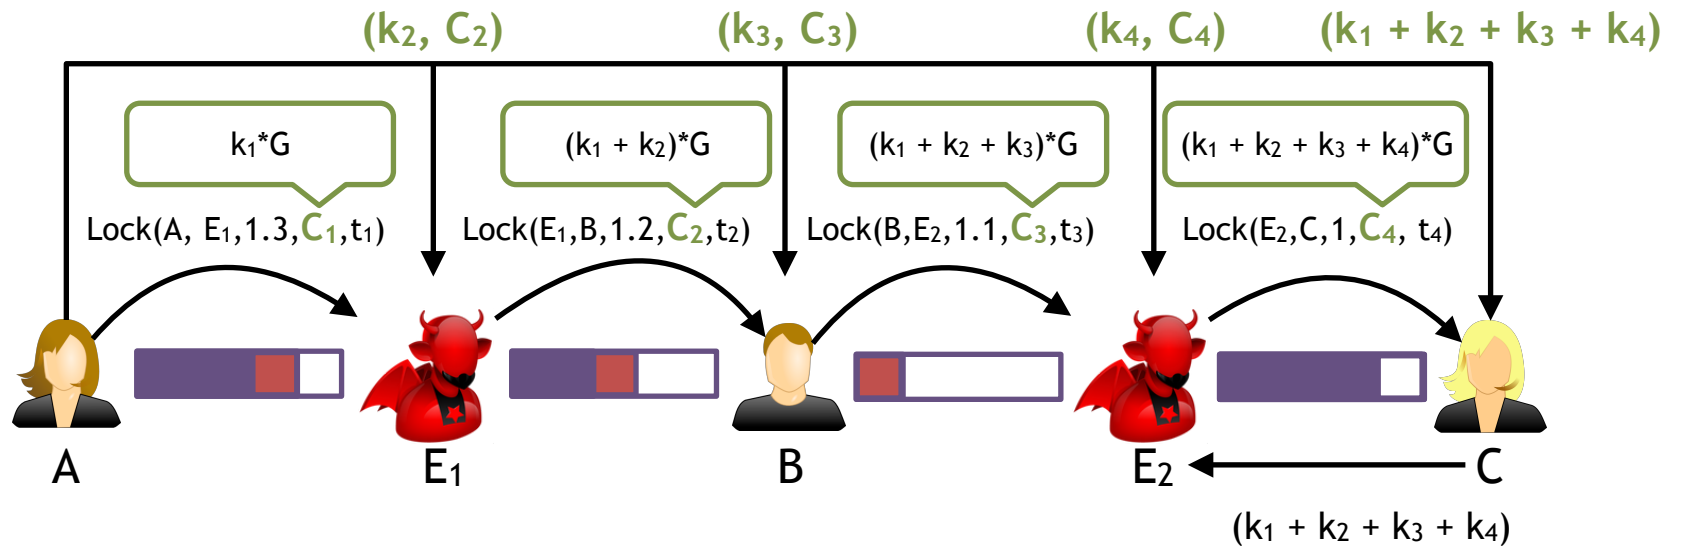 (k₂, C₂) (k₃, C₃) (k₄, C₄) (k₁ + k₂ + k₃ + k₄)
k₁*G (k₁ + k₂)*G (k₁ + k₂ + k₃)*G (k₁ + k₂ + k₃ + k₄)*G
Lock(A, E₁,1.3,C₁,t₁) Lock(E₁,B,1.2,C₂,t₂) Lock(B,E₂,1.1,C₃,t₃) Lock(E₂,C,1,C₄, t₄)
A E₁ B E₂ C
(k₁ + k₂ + k₃ + k₄)